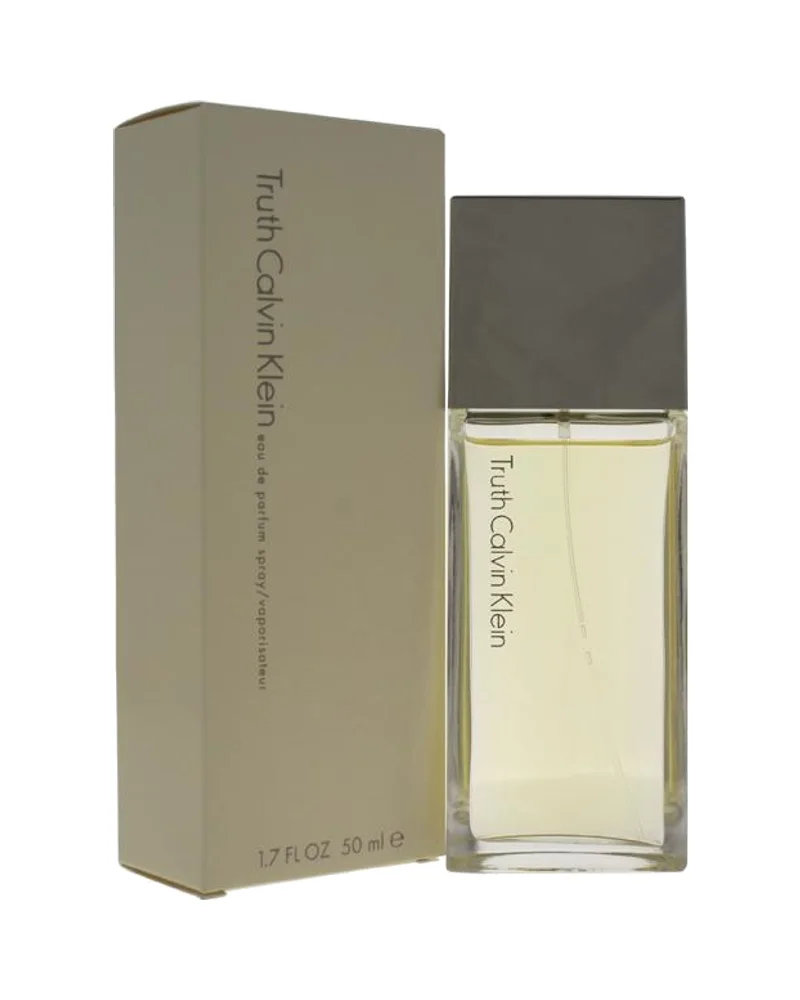 Truth Calvin Klein eau de parfum spray/vaporisateur
1.7 FL OZ 50 ml ℮
Truth Calvin Klein